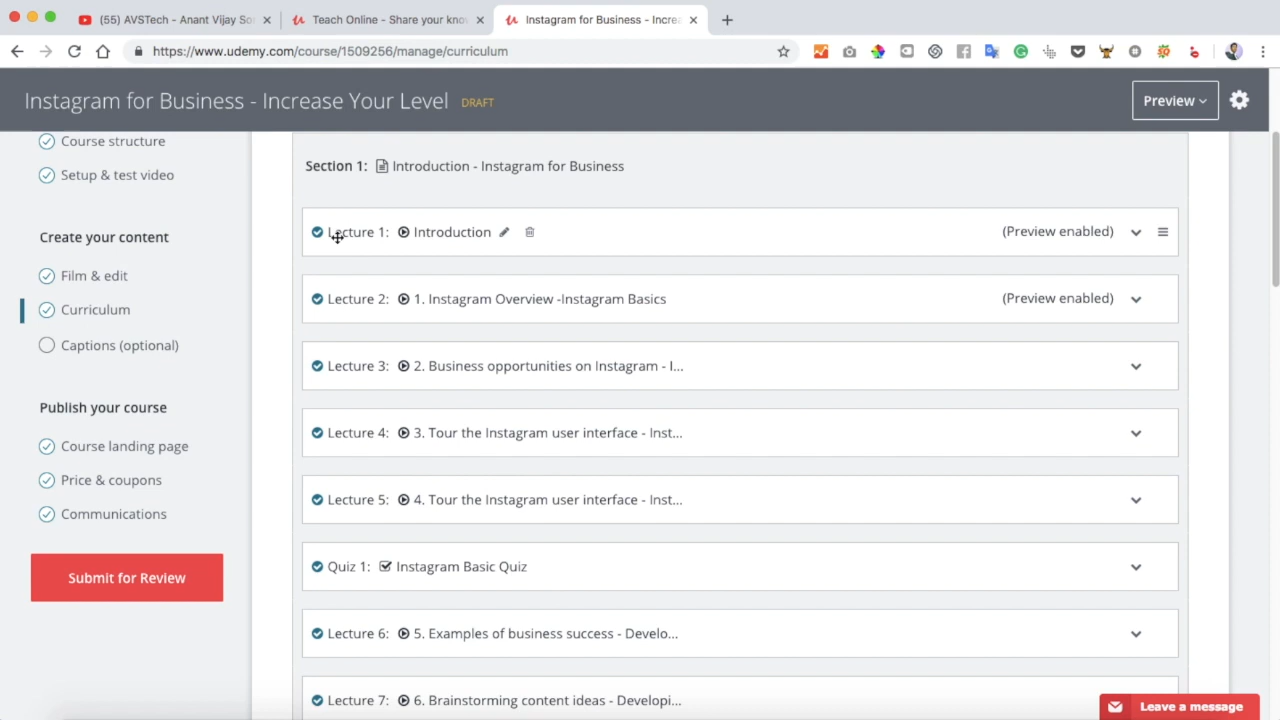 (55) AVSTech - Anant Vijay So
Teach Online - Share your kno
Instagram for Business - Increa
https://www.udemy.com/course/1509256/manage/curriculum
Instagram for Business - Increase Your Level DRAFT
Preview
Course structure
Setup & test video
Create your content
Film & edit
Curriculum
Captions (optional)
Publish your course
Course landing page
Price & coupons
Communications
Submit for Review
Section 1: Introduction - Instagram for Business
Lecture 1: Introduction (Preview enabled)
Lecture 2: 1. Instagram Overview -Instagram Basics (Preview enabled)
Lecture 3: 2. Business opportunities on Instagram - I...
Lecture 4: 3. Tour the Instagram user interface - Inst...
Lecture 5: 4. Tour the Instagram user interface - Inst...
Quiz 1: Instagram Basic Quiz
Lecture 6: 5. Examples of business success - Develo...
Lecture 7: 6. Brainstorming content ideas - Developi...
Leave a message